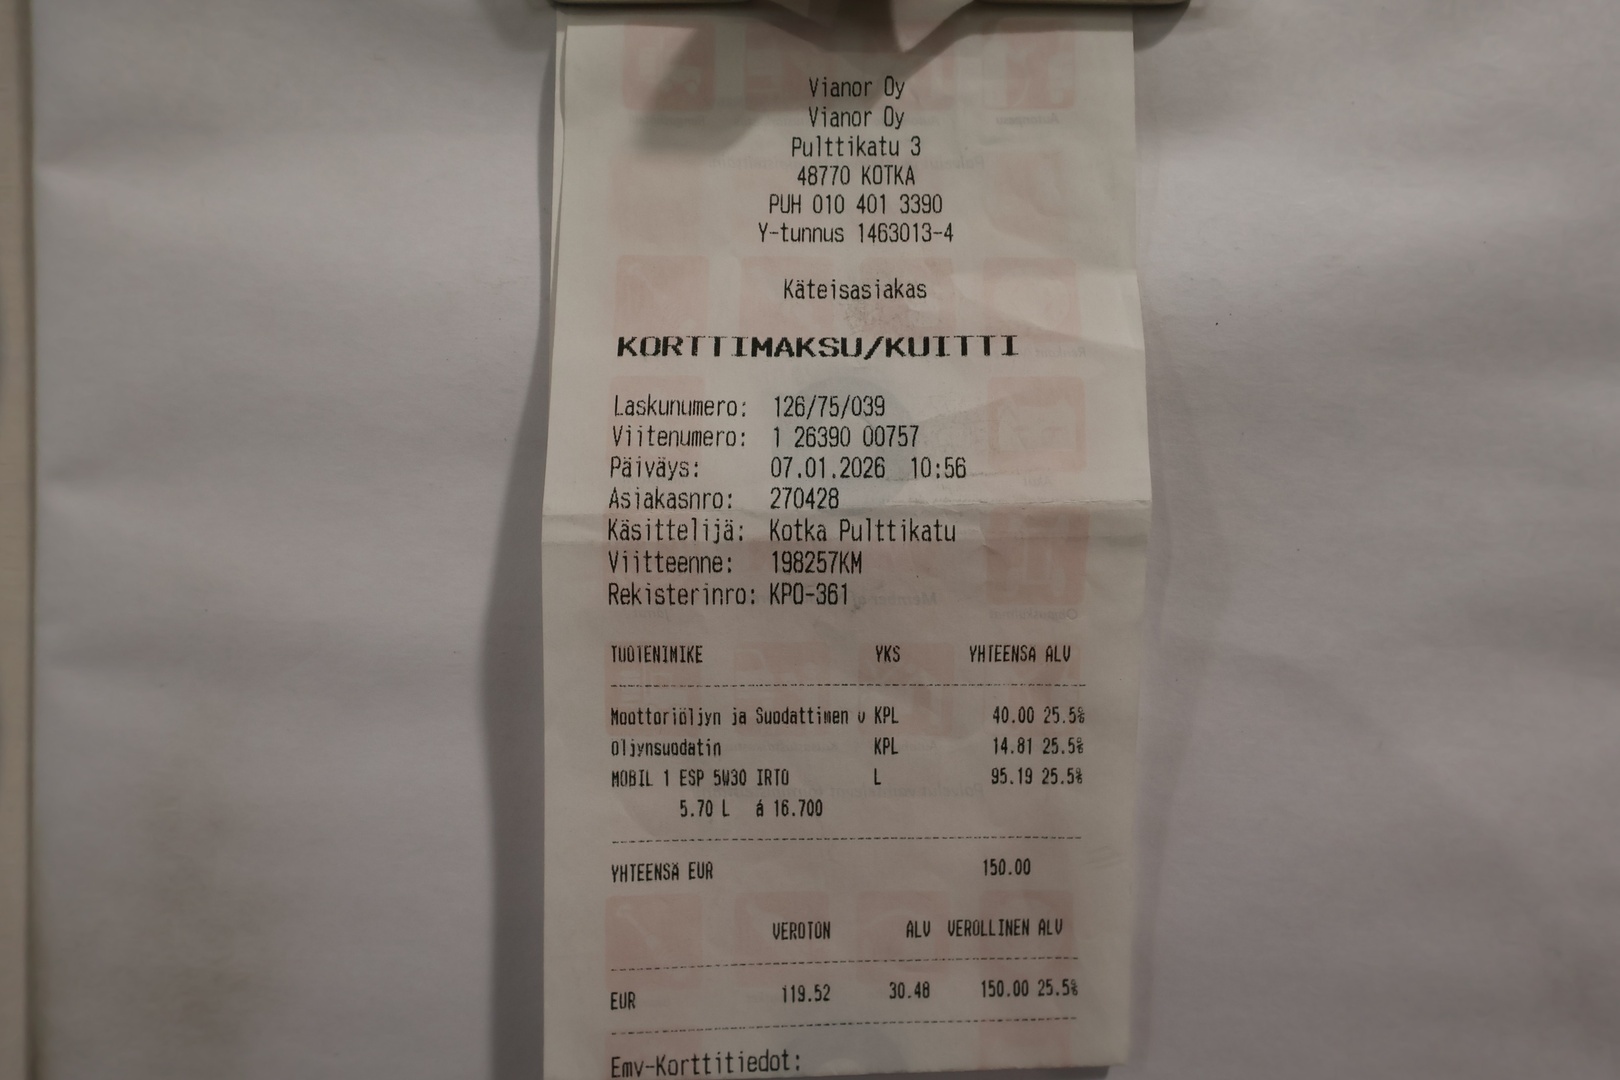 Vianor Oy
Vianor Oy
Pulttikatu 3
48770 KOTKA
PUH 010 401 3390
Y-tunnus 1463013-4
Käteisasiakas
KORTTIMAKSU/KUITTI
Laskunumero: 126/75/039
Viitenumero: 1 26390 00757
Päiväys: 07.01.2026 10:56
Asiakasnro: 270428
Käsittelijä: Kotka Pulttikatu
Viitteenne: 198257KM
Rekisterinro: KPO-361
TUOTENIMIKE YKS YHTEENSÄ ALV
Moottoriöljyn ja Suodattimen v KPL 40.00 25.5%
Öljynsuodatin KPL 14.81 25.5%
MOBIL 1 ESP 5W30 IRTO L 95.19 25.5%
5.70 L á 16.700
YHTEENSÄ EUR 150.00
VEROTON ALV VEROLLINEN ALV
EUR 119.52 30.48 150.00 25.5%
Emv-Korttitiedot: